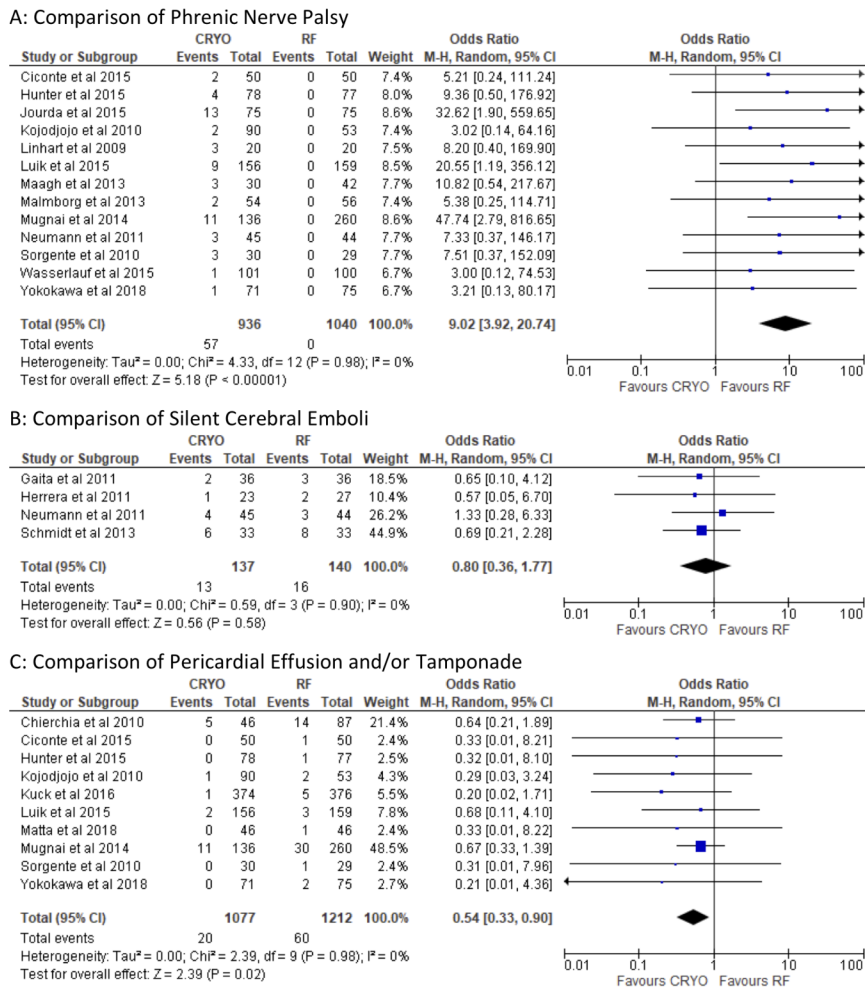 A: Comparison of Phrenic Nerve Palsy
CRYO RF Odds Ratio Odds Ratio
Study or Subgroup Events Total Events Total Weight M-H, Random, 95% CI M-H, Random, 95% CI
Ciconte et al 2015 2 50 0 50 7.4% 5.21 [0.24, 111.24]
Hunter et al 2015 4 78 0 77 8.0% 9.36 [0.50, 176.92]
Jourda et al 2015 13 75 0 75 8.6% 32.62 [1.90, 559.65]
Kojodjojo et al 2010 2 90 0 53 7.4% 3.02 [0.14, 64.16]
Linhart et al 2009 3 20 0 20 7.6% 8.20 [0.40, 169.90]
Luik et al 2015 9 156 0 159 8.5% 20.55 [1.19, 356.12]
Maagh et al 2013 3 30 0 42 7.7% 10.82 [0.54, 217.67]
Malmborg et al 2013 2 54 0 56 7.4% 5.38 [0.25, 114.71]
Mugnai et al 2014 11 136 0 260 8.6% 47.74 [2.79, 816.65]
Neumann et al 2011 3 45 0 44 7.7% 7.33 [0.37, 146.17]
Sorgente et al 2010 3 30 0 29 7.7% 7.51 [0.37, 152.09]
Wasserlauf et al 2015 1 101 0 100 6.7% 3.00 [0.12, 74.53]
Yokokawa et al 2018 1 71 0 75 6.7% 3.21 [0.13, 80.17]
Total (95% CI) 936 1040 100.0% 9.02 [3.92, 20.74]
Total events 57 0
Heterogeneity: Tau² = 0.00; Chi² = 4.33, df = 12 (P = 0.98); I² = 0%
Test for overall effect: Z = 5.18 (P < 0.00001)
0.01 0.1 1 10 100
Favours CRYO Favours RF
B: Comparison of Silent Cerebral Emboli
CRYO RF Odds Ratio Odds Ratio
Study or Subgroup Events Total Events Total Weight M-H, Random, 95% CI M-H, Random, 95% CI
Gaita et al 2011 2 36 3 36 18.5% 0.65 [0.10, 4.12]
Herrera et al 2011 1 23 2 27 10.4% 0.57 [0.05, 6.70]
Neumann et al 2011 4 45 3 44 26.2% 1.33 [0.28, 6.33]
Schmidt et al 2013 6 33 8 33 44.9% 0.69 [0.21, 2.28]
Total (95% CI) 137 140 100.0% 0.80 [0.36, 1.77]
Total events 13 16
Heterogeneity: Tau² = 0.00; Chi² = 0.59, df = 3 (P = 0.90); I² = 0%
Test for overall effect: Z = 0.56 (P = 0.58)
0.01 0.1 1 10 100
Favours CRYO Favours RF
C: Comparison of Pericardial Effusion and/or Tamponade
CRYO RF Odds Ratio Odds Ratio
Study or Subgroup Events Total Events Total Weight M-H, Random, 95% CI M-H, Random, 95% CI
Chierchia et al 2010 5 46 14 87 21.4% 0.64 [0.21, 1.89]
Ciconte et al 2015 0 50 1 50 2.4% 0.33 [0.01, 8.21]
Hunter et al 2015 0 78 1 77 2.5% 0.32 [0.01, 8.10]
Kojodjojo et al 2010 1 90 2 53 4.3% 0.29 [0.03, 3.24]
Kuck et al 2016 1 374 5 376 5.5% 0.20 [0.02, 1.71]
Luik et al 2015 2 156 3 159 7.8% 0.68 [0.11, 4.10]
Matta et al 2018 0 46 1 46 2.4% 0.33 [0.01, 8.22]
Mugnai et al 2014 11 136 30 260 48.5% 0.67 [0.33, 1.39]
Sorgente et al 2010 0 30 1 29 2.4% 0.31 [0.01, 7.96]
Yokokawa et al 2018 0 71 2 75 2.7% 0.21 [0.01, 4.36]
Total (95% CI) 1077 1212 100.0% 0.54 [0.33, 0.90]
Total events 20 60
Heterogeneity: Tau² = 0.00; Chi² = 2.39, df = 9 (P = 0.98); I² = 0%
Test for overall effect: Z = 2.39 (P = 0.02)
0.01 0.1 1 10 100
Favours CRYO Favours RF